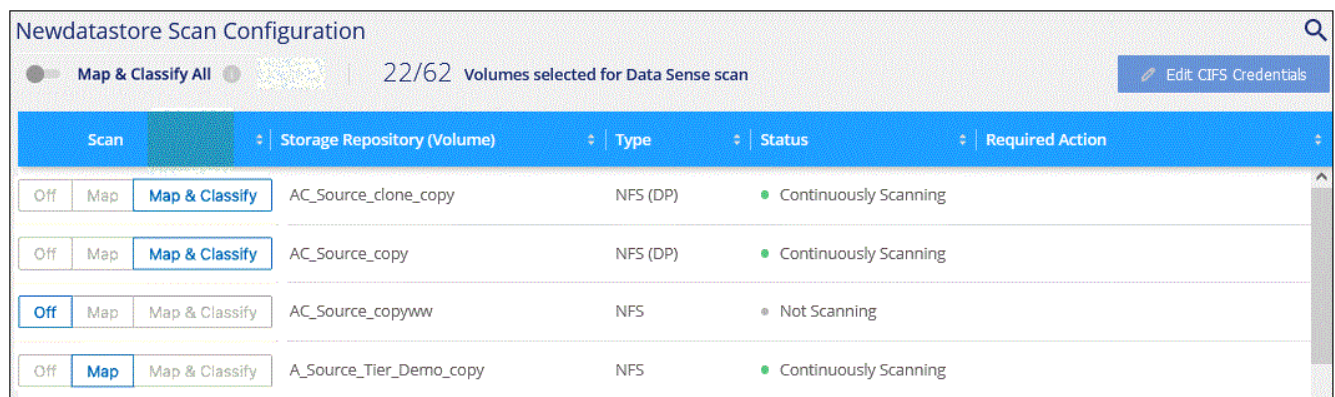 Newdatastore Scan Configuration
Map & Classify All 22/62 Volumes selected for Data Sense scan Edit CIFS Credentials
Scan Storage Repository (Volume) Type Status Required Action
Off Map Map & Classify AC_Source_clone_copy NFS (DP) Continuously Scanning
Off Map Map & Classify AC_Source_copy NFS (DP) Continuously Scanning
Off Map Map & Classify AC_Source_copyww NFS Not Scanning
Off Map Map & Classify A_Source_Tier_Demo_copy NFS Continuously Scanning